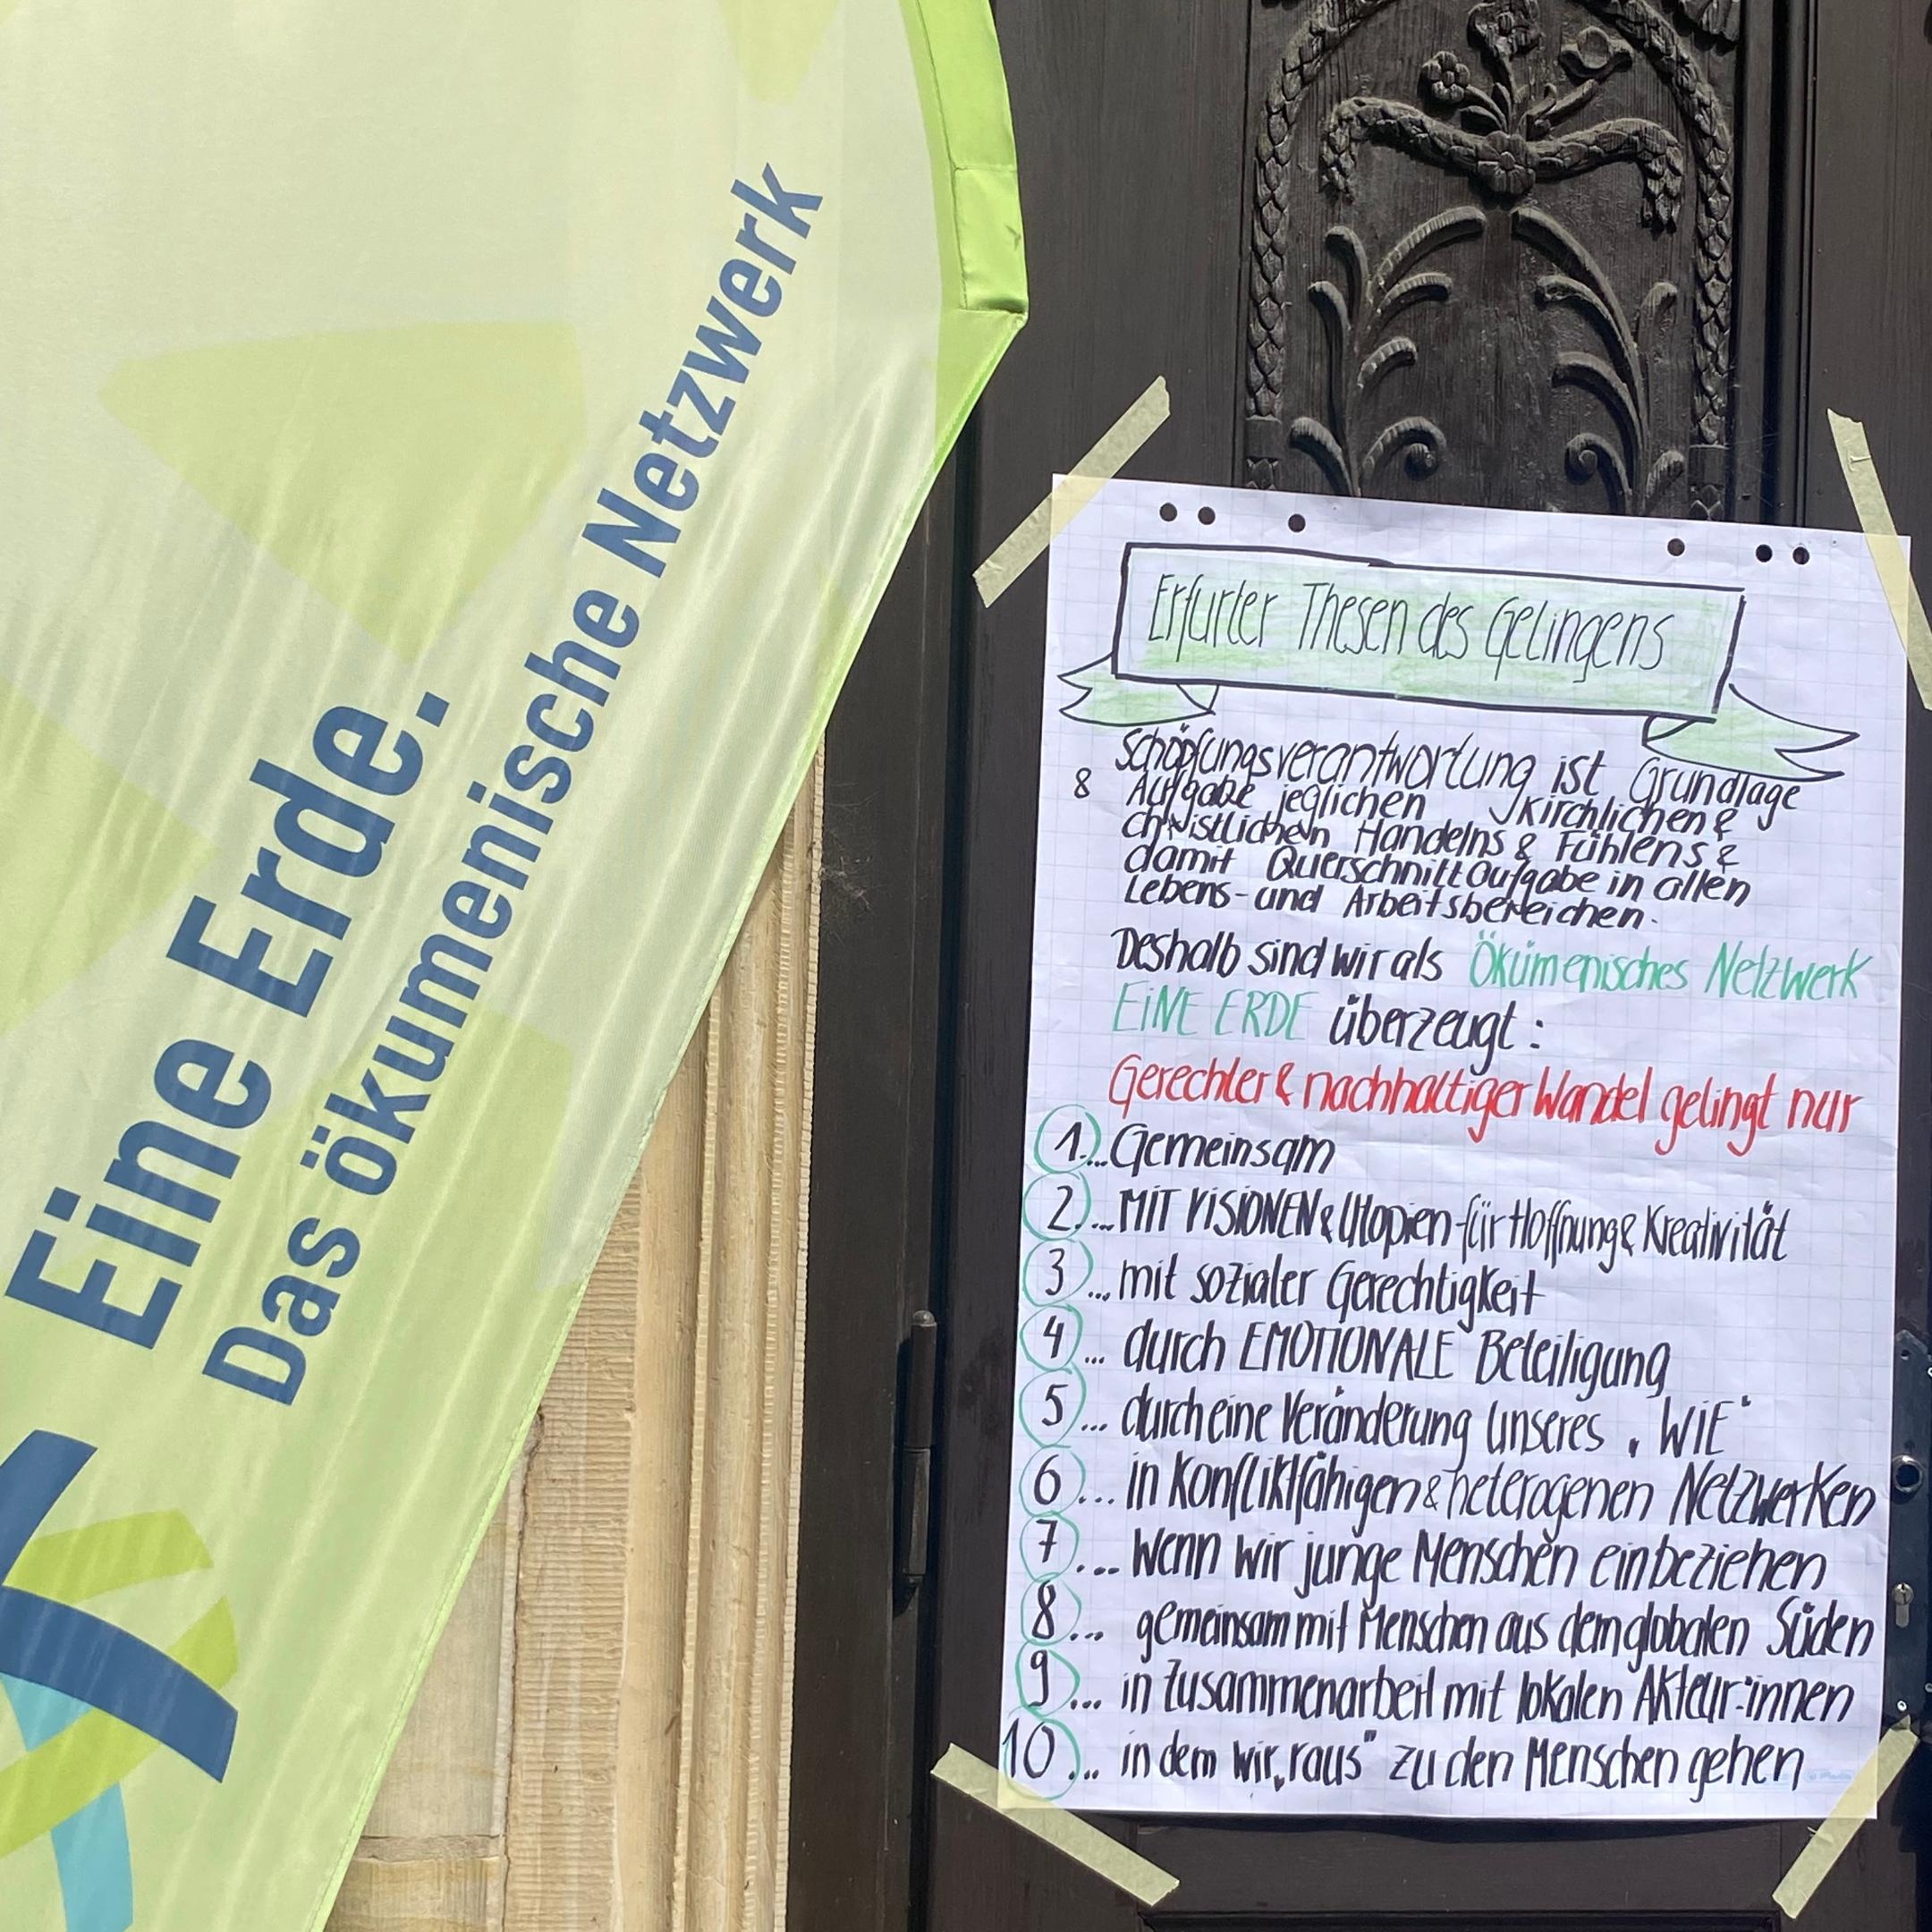 Eine Erde.
Das ökumenische Netzwerk
Erfurter Thesen des Gelingens
Schöpfungsverantwortung ist Grundlage
& Aufgabe jeglichen kirchlichen &
christlichen Handelns & Fühlens &
damit Querschnittaufgabe in allen
Lebens- und Arbeitsbereichen.
Deshalb sind wir als Ökumenisches Netzwerk
EiNE ERDE überzeugt:
Gerechter & nachhaltiger Wandel gelingt nur
1. ... Gemeinsam
2. ... MIT VISIONEN & Utopien für Hoffnung & Kreativität
3 ... mit sozialer Gerechtigkeit
4 ... durch EMOTIONALE Beteiligung
5 ... durch eine Veränderung unseres „WiE"
6 ... in Konfliktfähigen & heterogenen Netzwerken
7 ... Wenn wir junge Menschen einbeziehen
8 ... gemeinsam mit Menschen aus dem globalen Süden
9 ... in Zusammenarbeit mit lokalen Akteur:innen
10 ... in dem wir „raus" zu den Menschen gehen